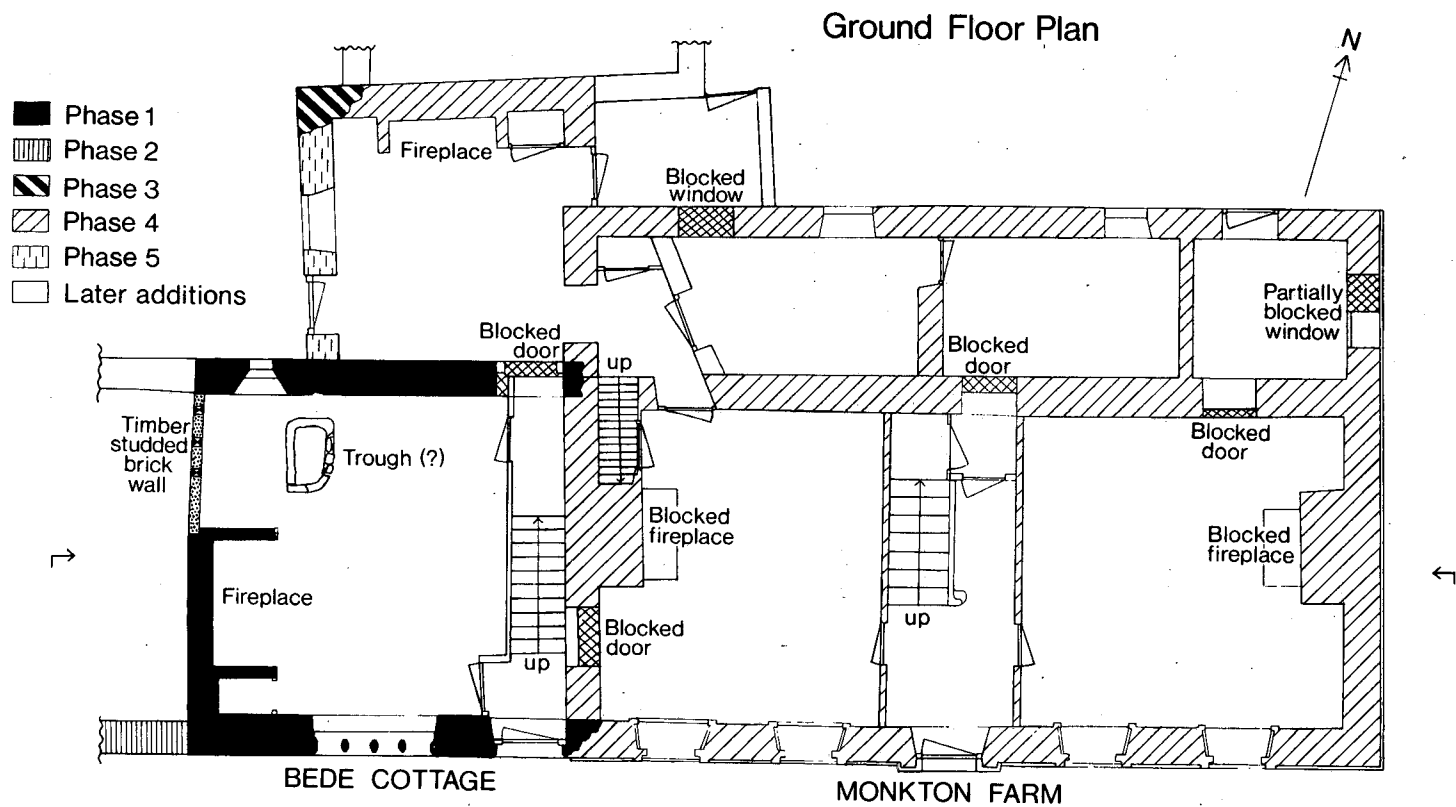 Ground Floor Plan
N
Phase 1
Phase 2
Phase 3
Phase 4
Phase 5
Later additions
Fireplace
Blocked
window
Partially
blocked
window
Blocked
door
up
Blocked
door
Blocked
door
Timber
studded
brick
wall
Trough (?)
Blocked
fireplace
Blocked
fireplace
Fireplace
up
Blocked
door
up
BEDE COTTAGE
MONKTON FARM